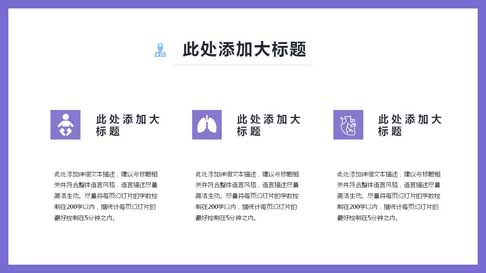 此处添加大标题
此处添加大
标题
此处添加详细文本描述，建议与标题相
关并符合整体语言风格，语言描述尽量
简洁生动。尽量将每页幻灯片的字数控
制在200字以内，据统计每页幻灯片的
最好控制在5分钟之内。
此处添加大
标题
此处添加详细文本描述，建议与标题相
关并符合整体语言风格，语言描述尽量
简洁生动。尽量将每页幻灯片的字数控
制在200字以内，据统计每页幻灯片的
最好控制在5分钟之内。
此处添加大
标题
此处添加详细文本描述，建议与标题相
关并符合整体语言风格，语言描述尽量
简洁生动。尽量将每页幻灯片的字数控
制在200字以内，据统计每页幻灯片的
最好控制在5分钟之内。